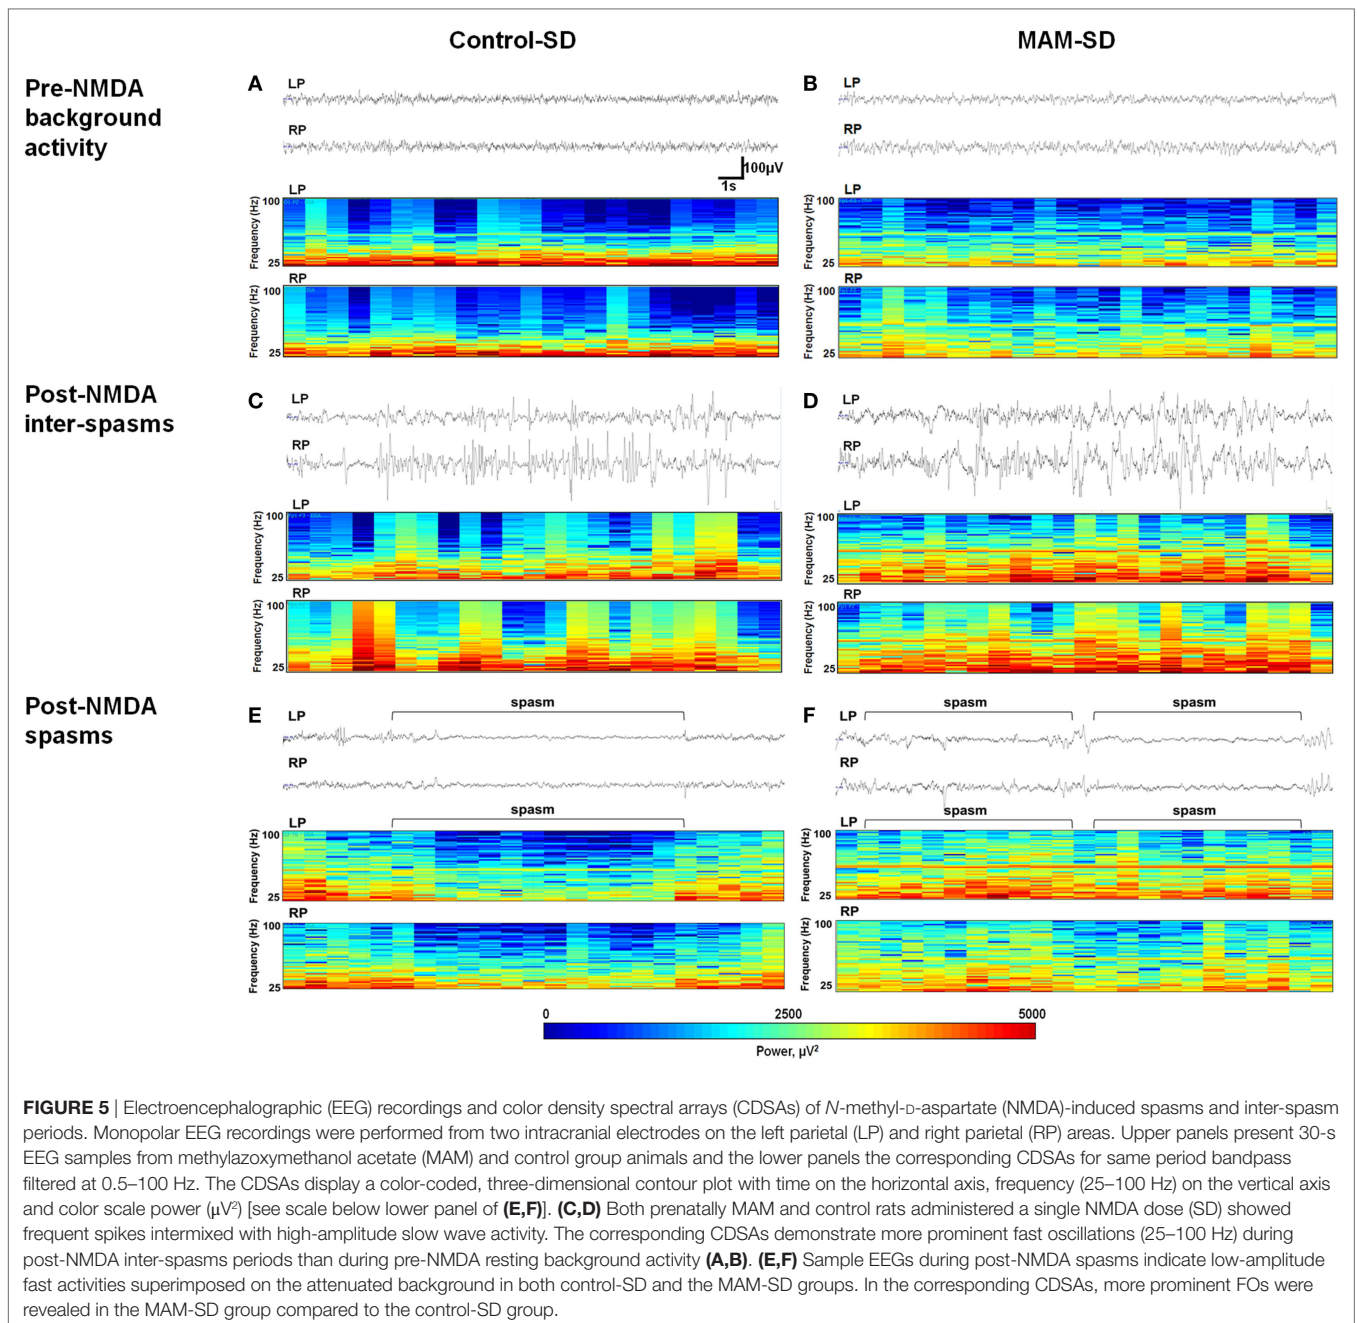 Control-SD
MAM-SD
Pre-NMDA
background
activity
A
LP
RP
100µV
1s
LP
100
Frequency (Hz)
25
RP
100
Frequency (Hz)
25
B
LP
RP
LP
100
Frequency (Hz)
25
RP
100
Frequency (Hz)
25
Post-NMDA
inter-spasms
C
LP
RP
LP
100
Frequency (Hz)
25
RP
100
Frequency (Hz)
25
D
LP
RP
LP
100
Frequency (Hz)
25
RP
100
Frequency (Hz)
25
Post-NMDA
spasms
E
LP
spasm
RP
spasm
LP
100
Frequency (Hz)
25
RP
100
Frequency (Hz)
25
F
LP
spasm
spasm
RP
spasm
spasm
LP
100
Frequency (Hz)
25
RP
100
Frequency (Hz)
25
0
2500
5000
Power, µV²
FIGURE 5 | Electroencephalographic (EEG) recordings and color density spectral arrays (CDSAs) of N-methyl-D-aspartate (NMDA)-induced spasms and inter-spasm
periods. Monopolar EEG recordings were performed from two intracranial electrodes on the left parietal (LP) and right parietal (RP) areas. Upper panels present 30-s
EEG samples from methylazoxymethanol acetate (MAM) and control group animals and the lower panels the corresponding CDSAs for same period bandpass
filtered at 0.5–100 Hz. The CDSAs display a color-coded, three-dimensional contour plot with time on the horizontal axis, frequency (25–100 Hz) on the vertical axis
and color scale power (µV²) [see scale below lower panel of (E,F)]. (C,D) Both prenatally MAM and control rats administered a single NMDA dose (SD) showed
frequent spikes intermixed with high-amplitude slow wave activity. The corresponding CDSAs demonstrate more prominent fast oscillations (25–100 Hz) during
post-NMDA inter-spasms periods than during pre-NMDA resting background activity (A,B). (E,F) Sample EEGs during post-NMDA spasms indicate low-amplitude
fast activities superimposed on the attenuated background in both control-SD and the MAM-SD groups. In the corresponding CDSAs, more prominent FOs were
revealed in the MAM-SD group compared to the control-SD group.